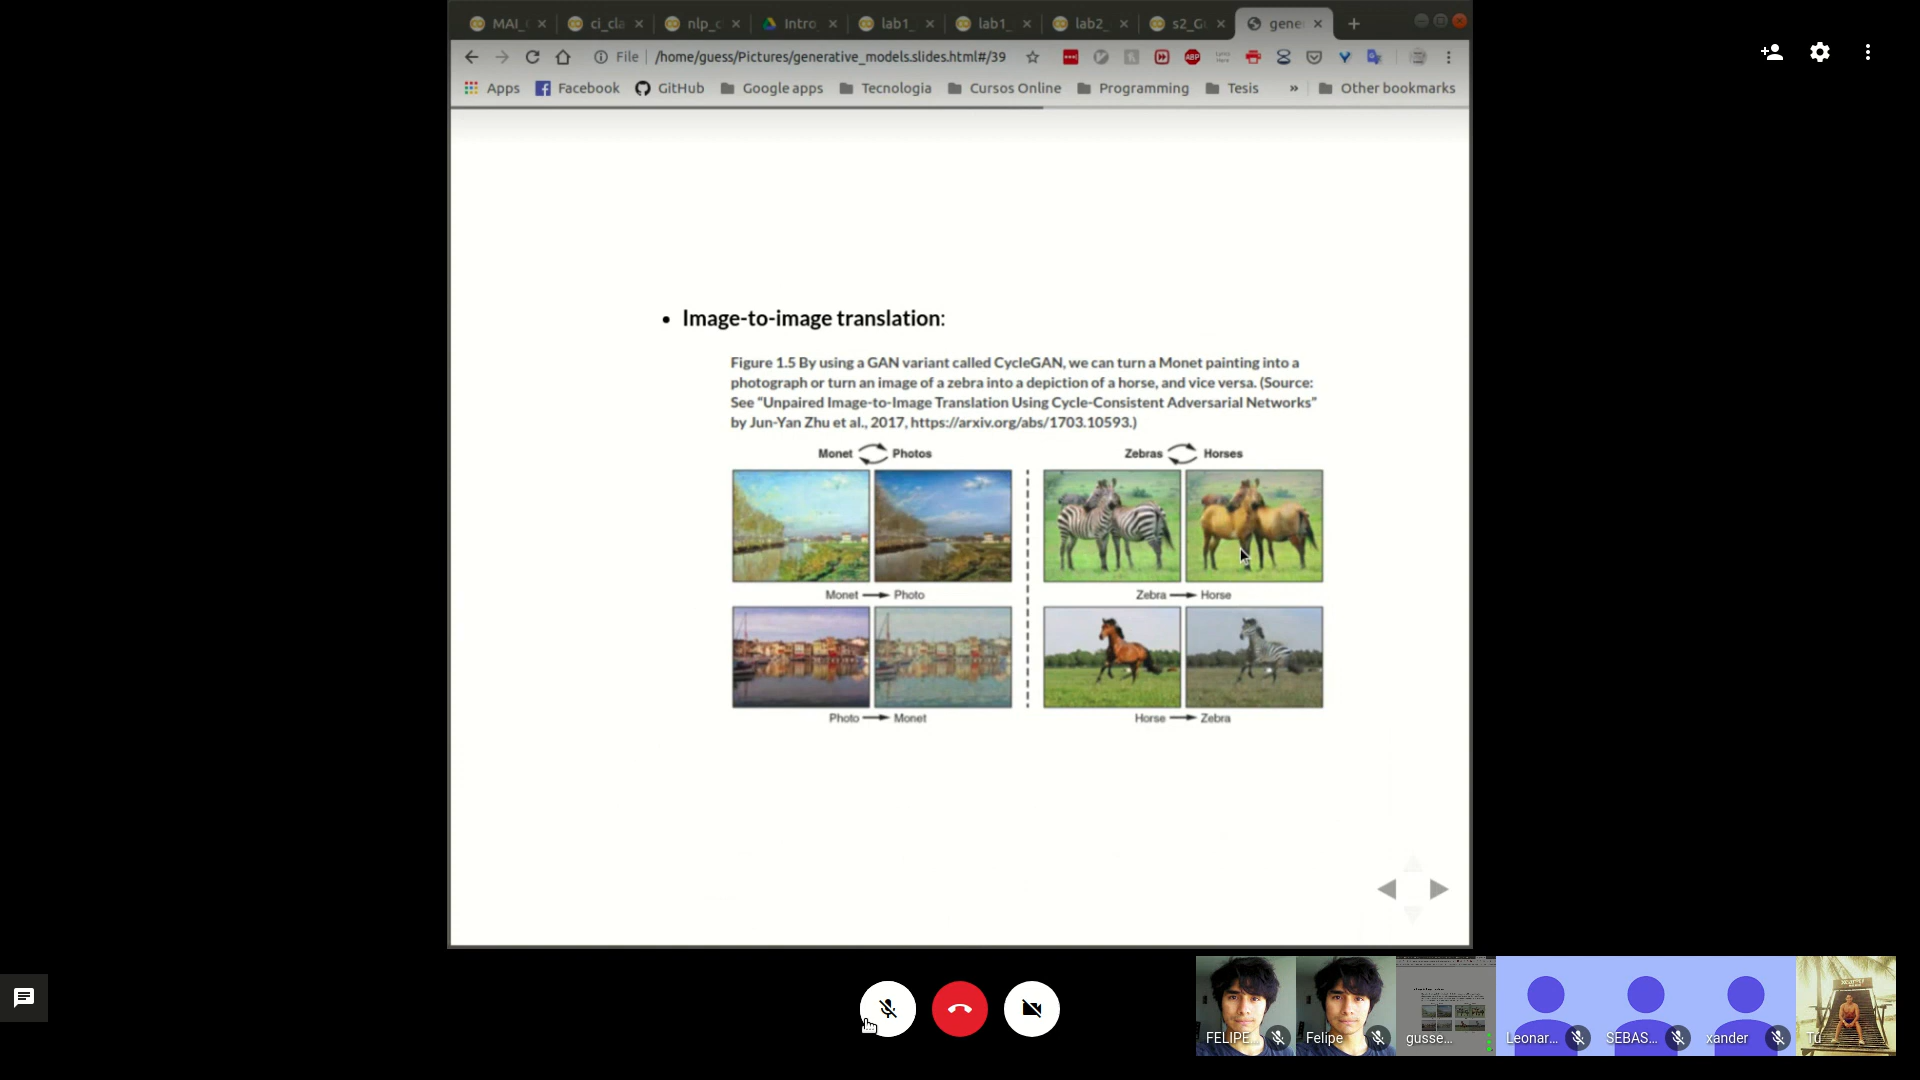 MAI_ ci_cla nlp_c Intro lab1_ lab1_ lab2_ s2_G gene
File /home/guess/Pictures/generative_models.slides.html#/39
Apps Facebook GitHub Google apps Tecnologia Cursos Online Programming Tesis » Other bookmarks
• Image-to-image translation:
Figure 1.5 By using a GAN variant called CycleGAN, we can turn a Monet painting into a
photograph or turn an image of a zebra into a depiction of a horse, and vice versa. (Source:
See “Unpaired Image-to-Image Translation Using Cycle-Consistent Adversarial Networks”
by Jun-Yan Zhu et al., 2017, https://arxiv.org/abs/1703.10593.)
Monet Photos
Zebras Horses
Monet Photo
Zebra Horse
Photo Monet
Horse Zebra
FELIPE... Felipe gusse... Leonar... SEBAS... xander Tú